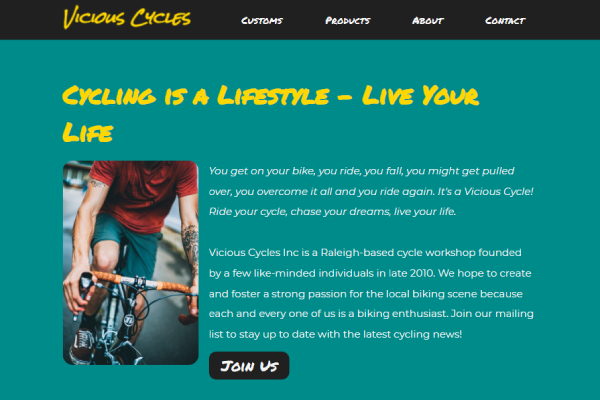 Vicious Cycles
Customs Products About Contact
Cycling is a Lifestyle - Live Your
Life
You get on your bike, you ride, you fall, you might get pulled
over, you overcome it all and you ride again. It's a Vicious Cycle!
Ride your cycle, chase your dreams, live your life.
Vicious Cycles Inc is a Raleigh-based cycle workshop founded
by a few like-minded individuals in late 2010. We hope to create
and foster a strong passion for the local biking scene because
each and every one of us is a biking enthusiast. Join our mailing
list to stay up to date with the latest cycling news!
Join Us